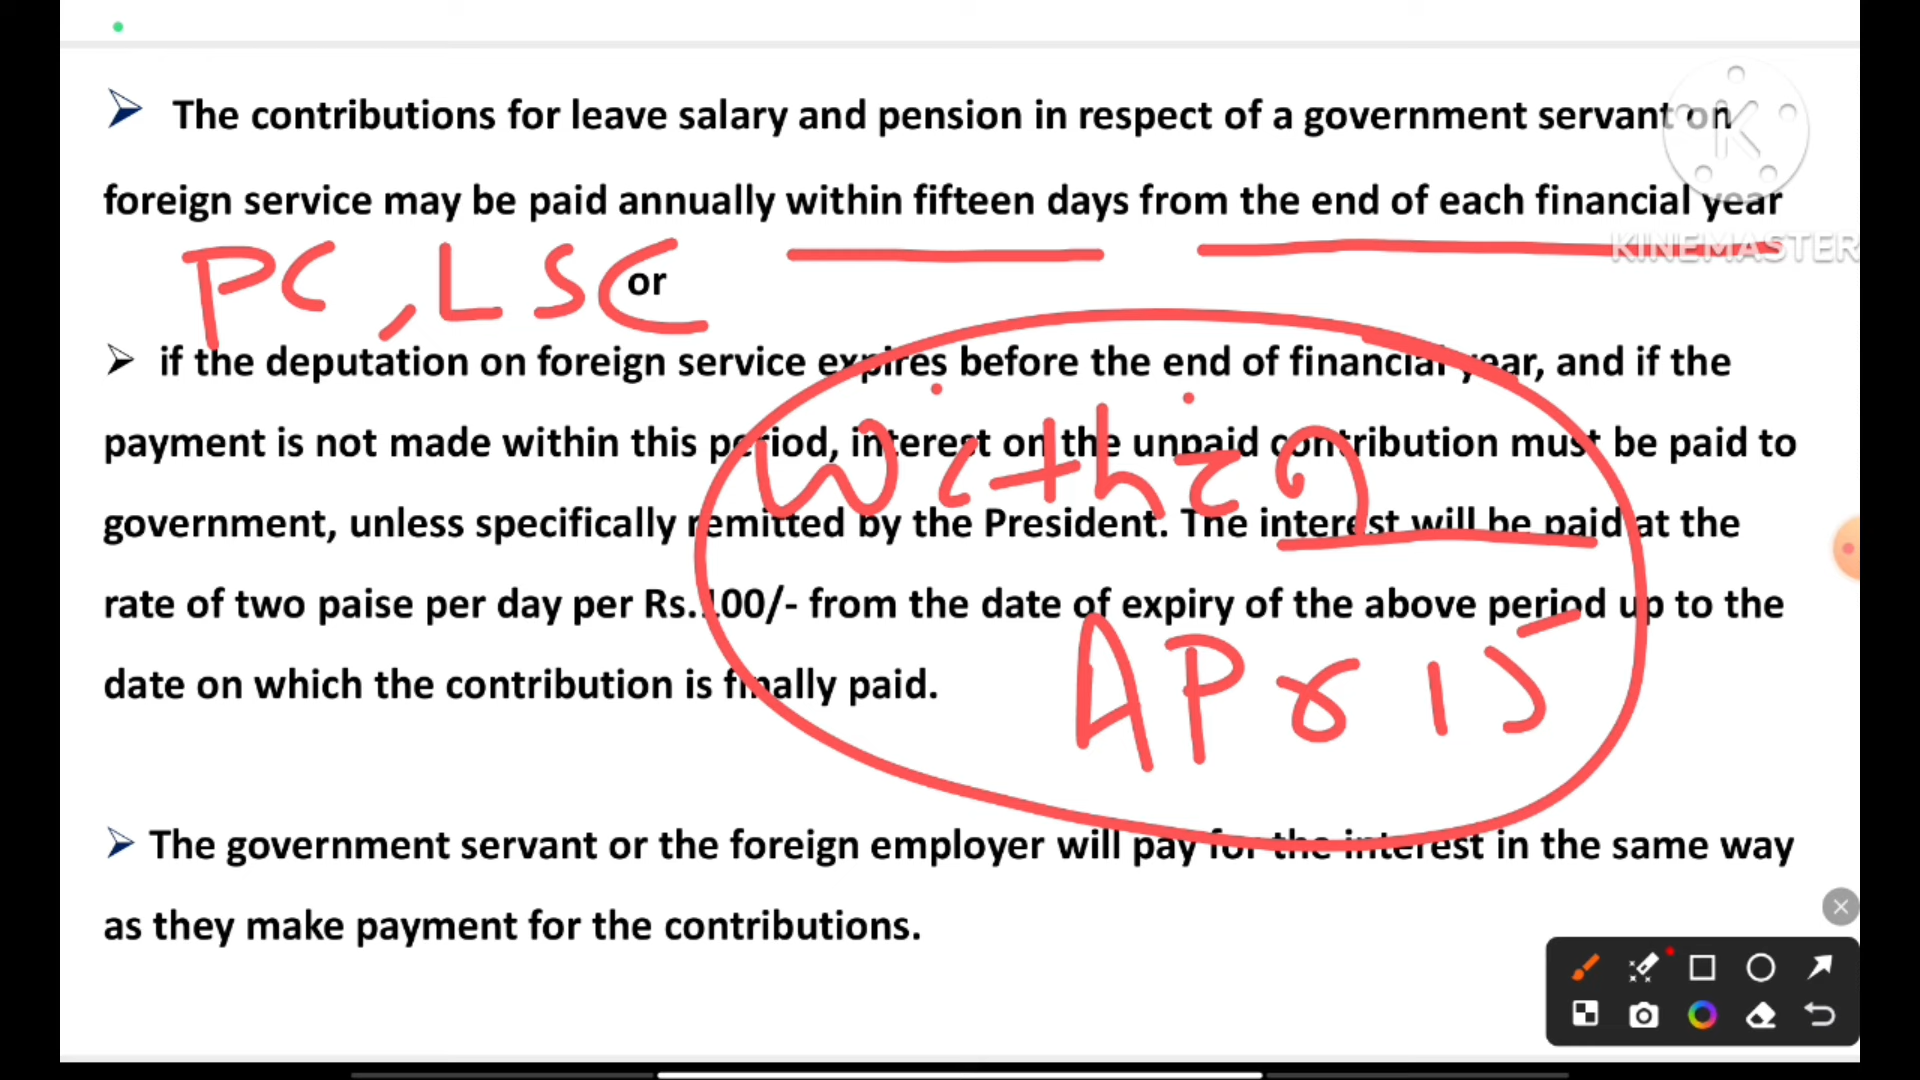 ➢ The contributions for leave salary and pension in respect of a government servant on
foreign service may be paid annually within fifteen days from the end of each financial year
KINEMASTER
PC, LSC
or
➢ if the deputation on foreign service expires before the end of financial year, and if the
payment is not made within this period, interest on the unpaid contribution must be paid to
within
government, unless specifically remitted by the President. The interest will be paid at the
rate of two paise per day per Rs.100/- from the date of expiry of the above period up to the
date on which the contribution is finally paid.
APr 15
➢ The government servant or the foreign employer will pay for the interest in the same way
as they make payment for the contributions.